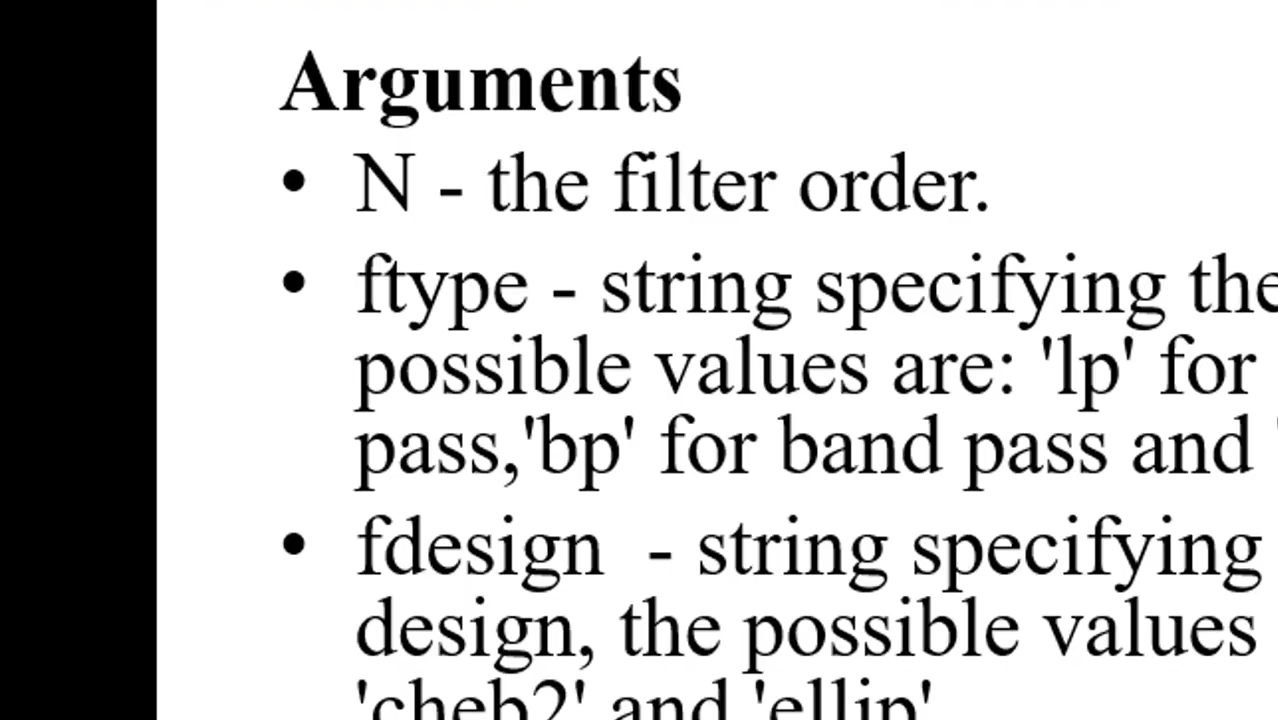 Arguments
• N - the filter order.
• ftype - string specifying the
possible values are: 'lp' for
pass,'bp' for band pass and '
• fdesign - string specifying
design, the possible values
'cheb2' and 'ellip'